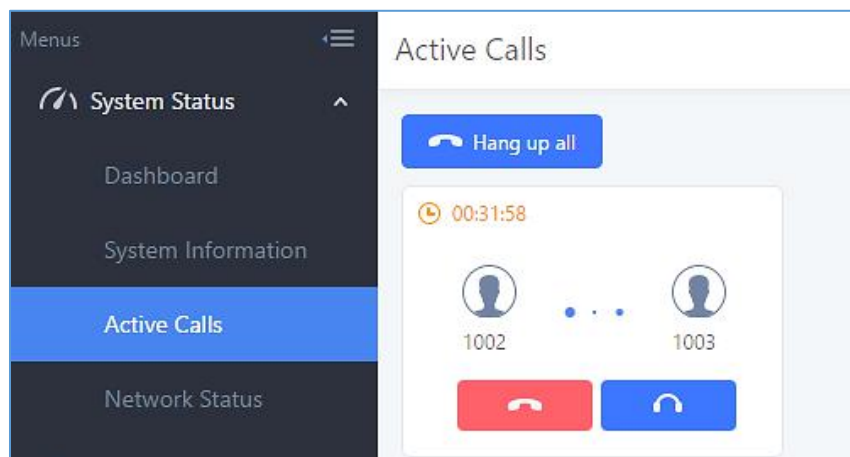 Menus
System Status
Dashboard
System Information
Active Calls
Network Status
Active Calls
Hang up all
00:31:58
1002
1003